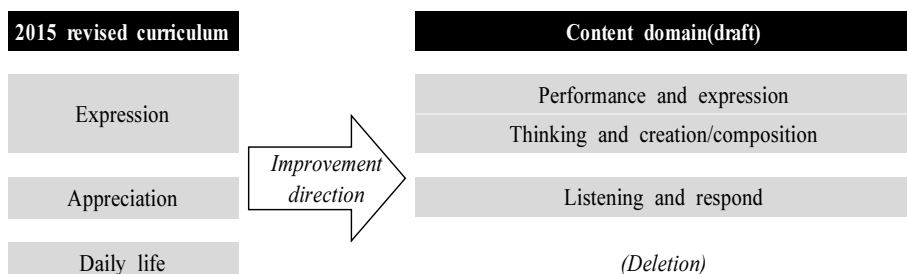 2015 revised curriculum
Content domain(draft)
Expression
Performance and expression
Thinking and creation/composition
Improvement
direction
Appreciation
Listening and respond
Daily life
(Deletion)